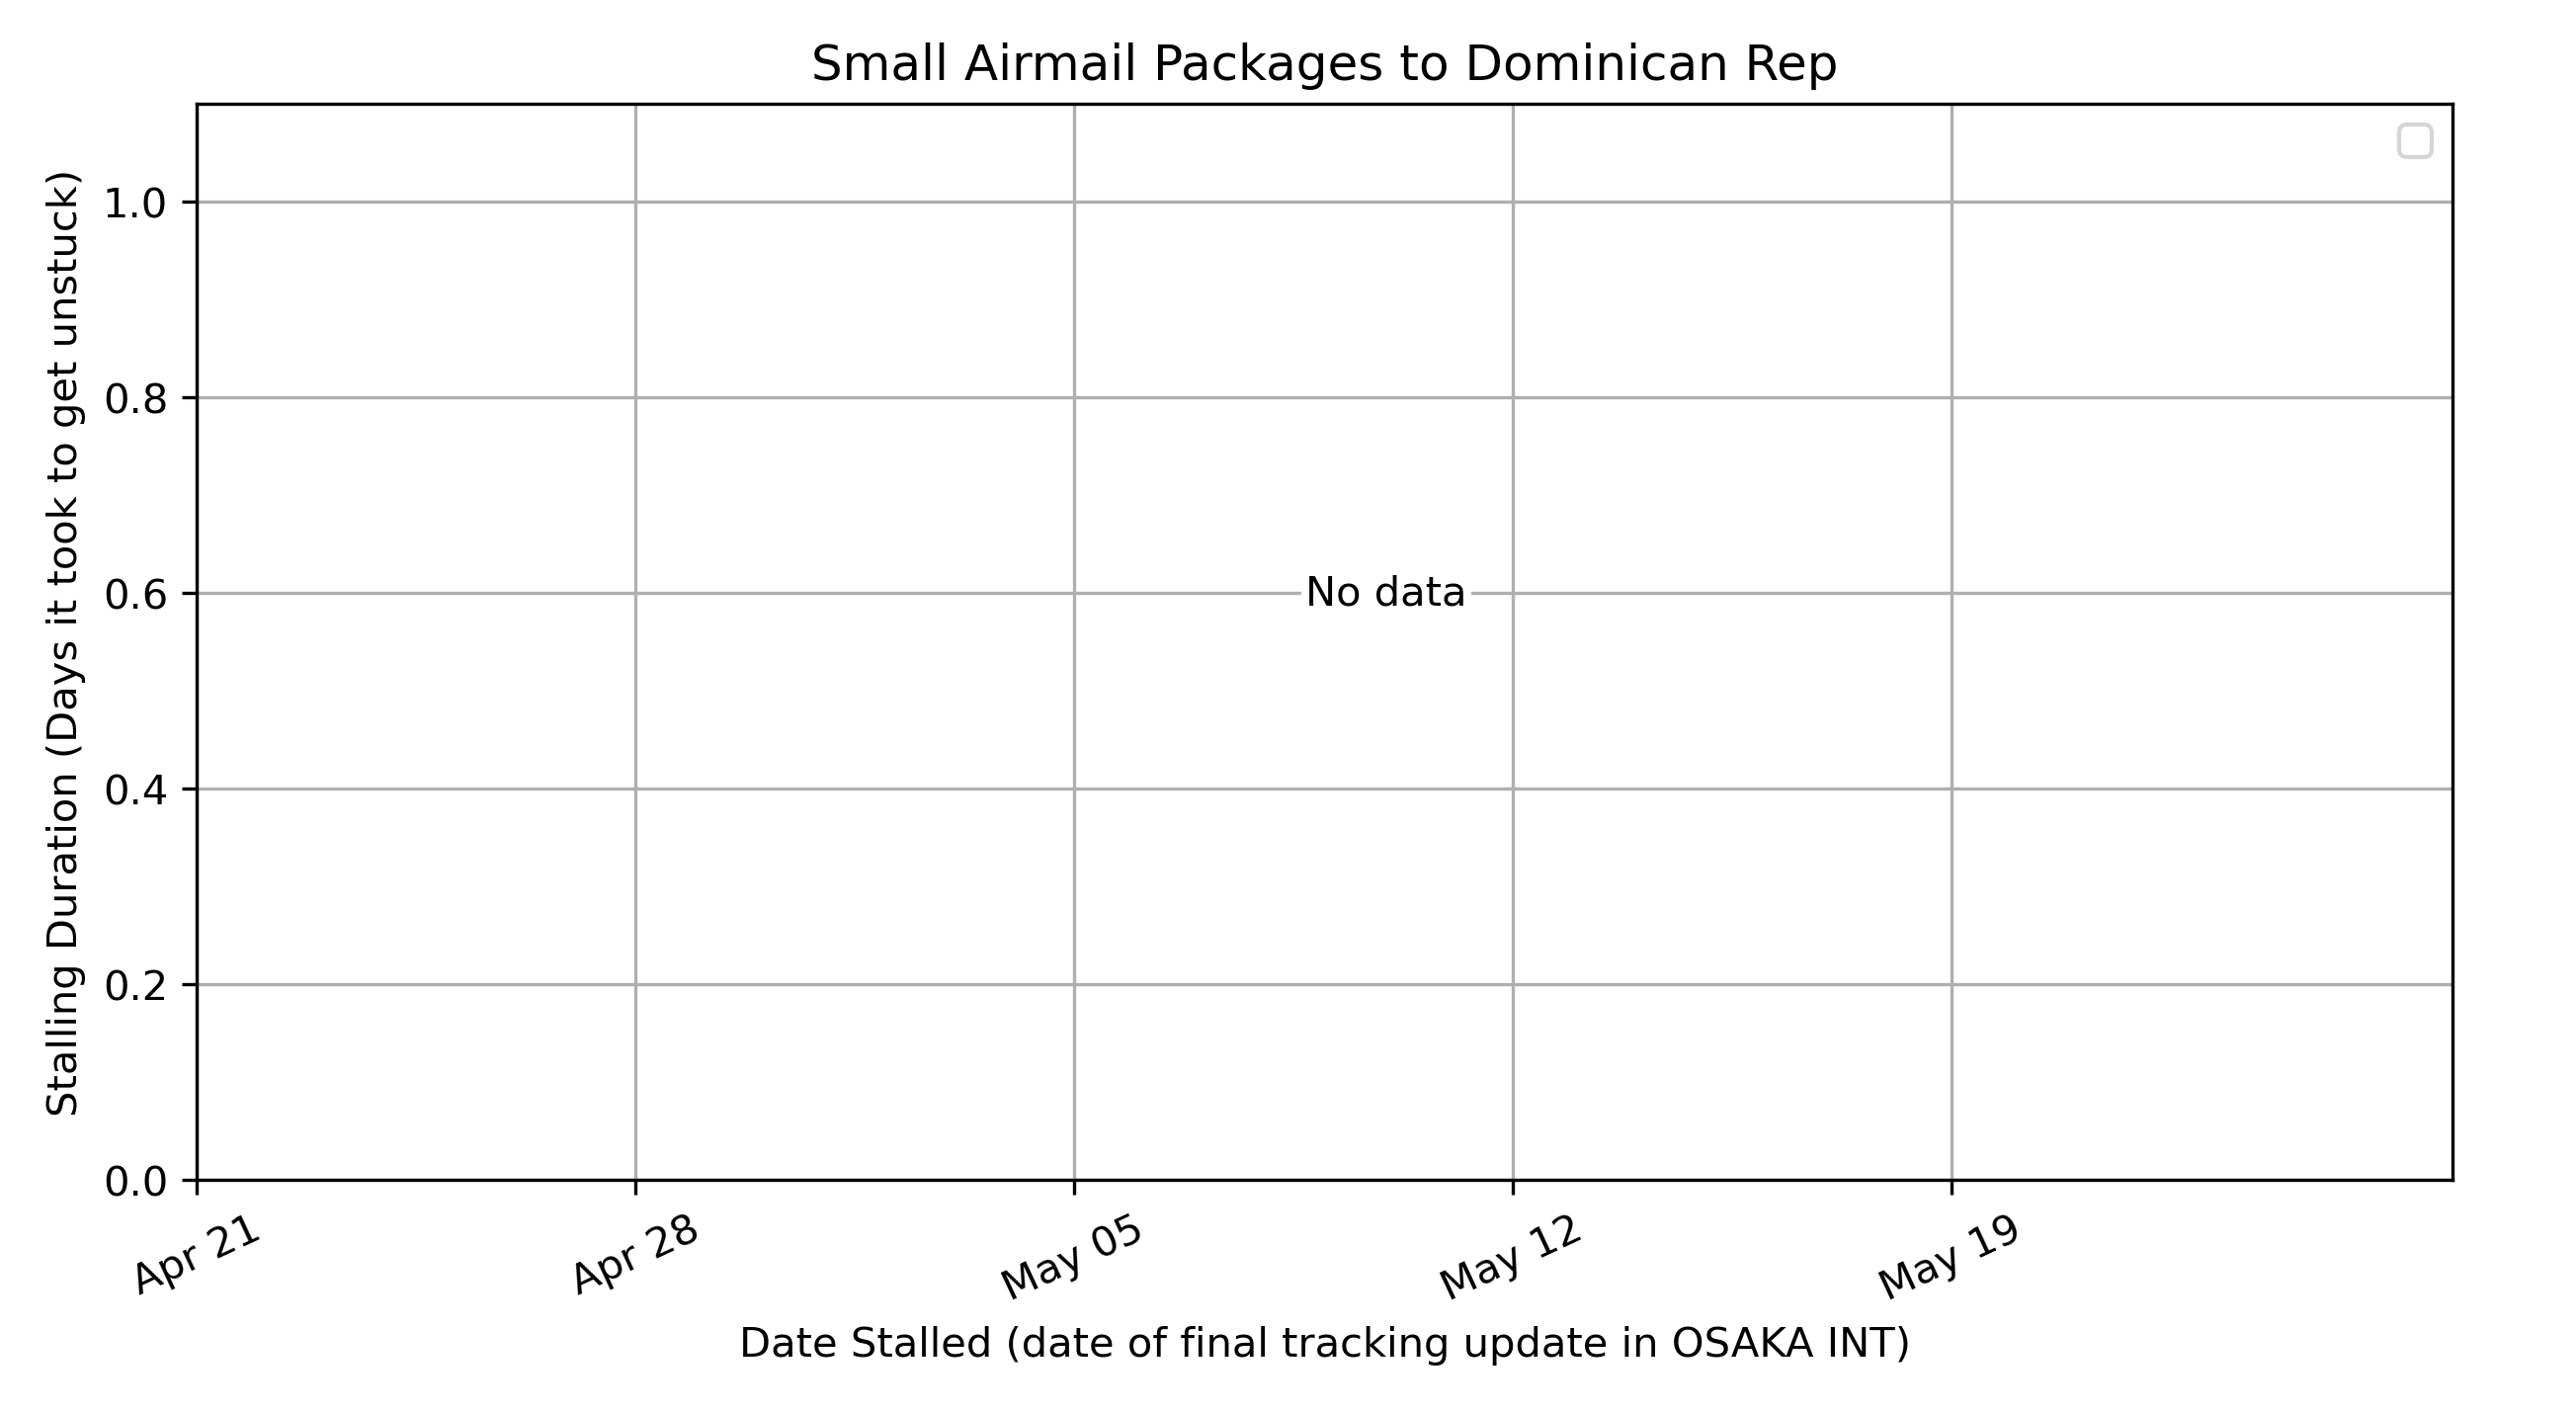 Small Airmail Packages to Dominican Rep
Stalling Duration (Days it took to get unstuck)
1.0
0.8
0.6
0.4
0.2
0.0
No data
Apr 21
Apr 28
May 05
May 12
May 19
Date Stalled (date of final tracking update in OSAKA INT)